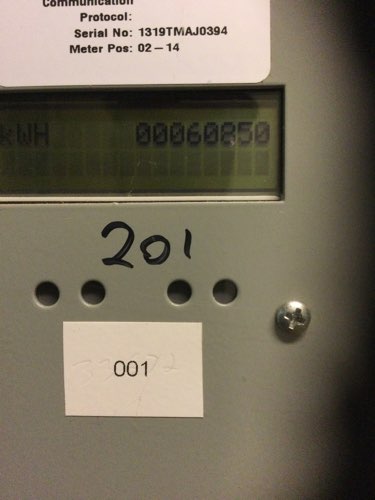 Communication
Protocol:
Serial No: 1319TMAJ0394
Meter Pos: 02-14
kWH 00060850
201
001